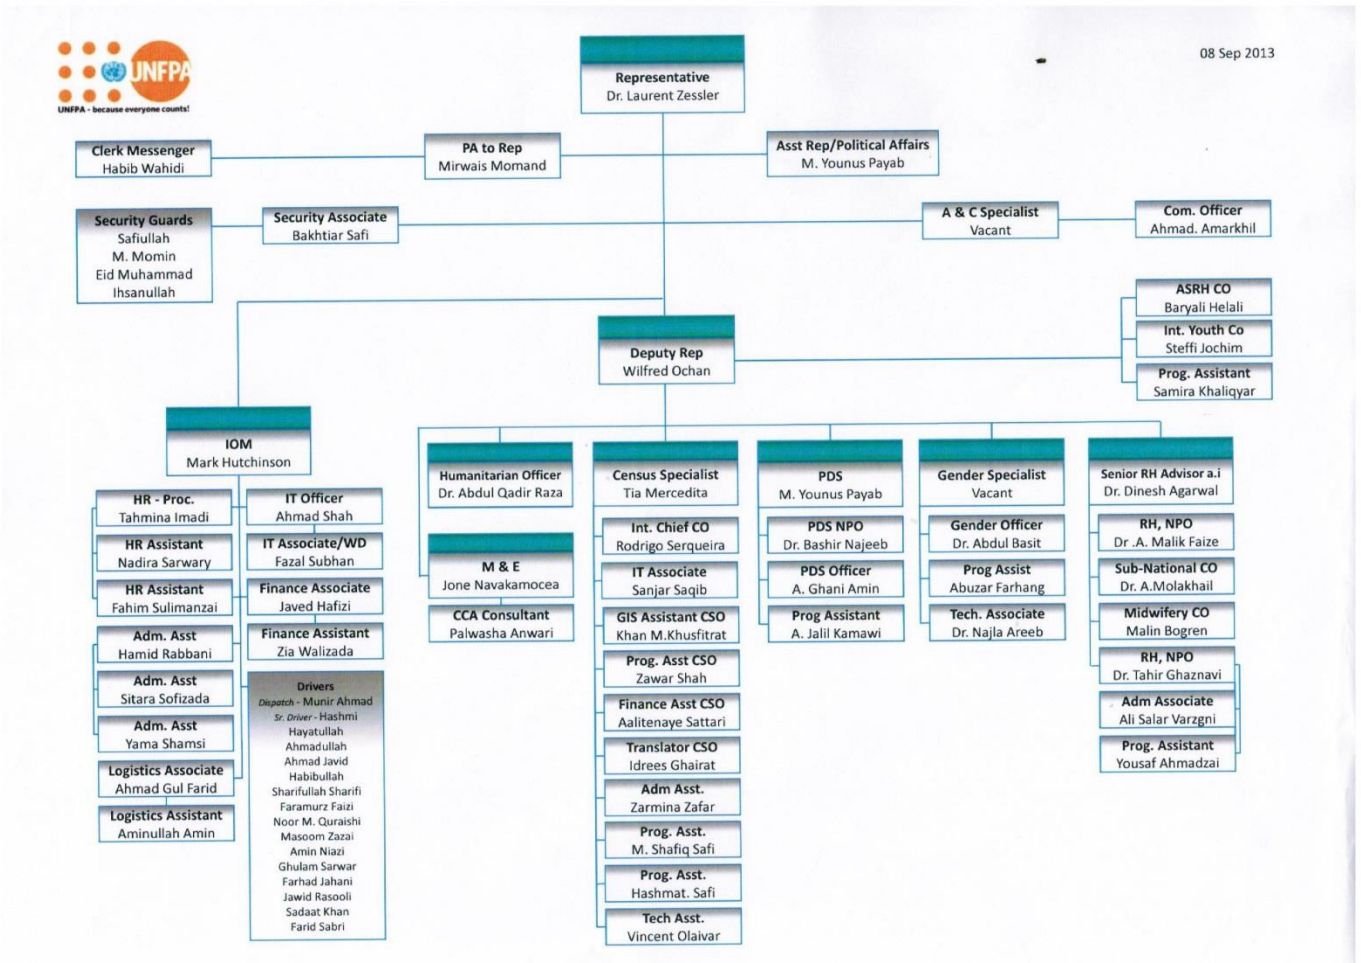 UNFPA
UNFPA - because everyone counts!
08 Sep 2013
Representative
Dr. Laurent Zessler
Clerk Messenger
Habib Wahidi
PA to Rep
Mirwais Momand
Asst Rep/Political Affairs
M. Younus Payab
Security Guards
Safiullah
M. Momin
Eid Muhammad
Ihsanullah
Security Associate
Bakhtiar Safi
A & C Specialist
Vacant
Com. Officer
Ahmad. Amarkhil
ASRH CO
Baryali Helali
Int. Youth Co
Steffi Jochim
Prog. Assistant
Samira Khaliqyar
Deputy Rep
Wilfred Ochan
IOM
Mark Hutchinson
HR - Proc.
Tahmina Imadi
HR Assistant
Nadira Sarwary
HR Assistant
Fahim Sulimanzai
Adm. Asst
Hamid Rabbani
Adm. Asst
Sitara Sofizada
Adm. Asst
Yama Shamsi
Logistics Associate
Ahmad Gul Farid
Logistics Assistant
Aminullah Amin
IT Officer
Ahmad Shah
IT Associate/WD
Fazal Subhan
Finance Associate
Javed Hafizi
Finance Assistant
Zia Walizada
Drivers
Dispatch - Munir Ahmad
Sr. Driver - Hashmi
Hayatullah
Ahmadullah
Ahmad Javid
Habibullah
Sharifullah Sharifi
Faramurz Faizi
Noor M. Quraishi
Masoom Zazai
Amin Niazi
Ghulam Sarwar
Farhad Jahani
Jawid Rasooli
Sadaat Khan
Farid Sabri
Humanitarian Officer
Dr. Abdul Qadir Raza
M & E
Jone Navakamocea
CCA Consultant
Palwasha Anwari
Census Specialist
Tia Mercedita
Int. Chief CO
Rodrigo Serqueira
IT Associate
Sanjar Saqib
GIS Assistant CSO
Khan M.Khusfitrat
Prog. Asst CSO
Zawar Shah
Finance Asst CSO
Aalitenaye Sattari
Translator CSO
Idrees Ghairat
Adm Asst.
Zarmina Zafar
Prog. Asst.
M. Shafiq Safi
Prog. Asst.
Hashmat. Safi
Tech Asst.
Vincent Olaivar
PDS
M. Younus Payab
PDS NPO
Dr. Bashir Najeeb
PDS Officer
A. Ghani Amin
Prog Assistant
A. Jalil Kamawi
Gender Specialist
Vacant
Gender Officer
Dr. Abdul Basit
Prog Assist
Abuzar Farhang
Tech. Associate
Dr. Najla Areeb
Senior RH Advisor a.i
Dr. Dinesh Agarwal
RH, NPO
Dr .A. Malik Faize
Sub-National CO
Dr. A.Molakhail
Midwifery CO
Malin Bogren
RH, NPO
Dr. Tahir Ghaznavi
Adm Associate
Ali Salar Varzgni
Prog. Assistant
Yousaf Ahmadzai